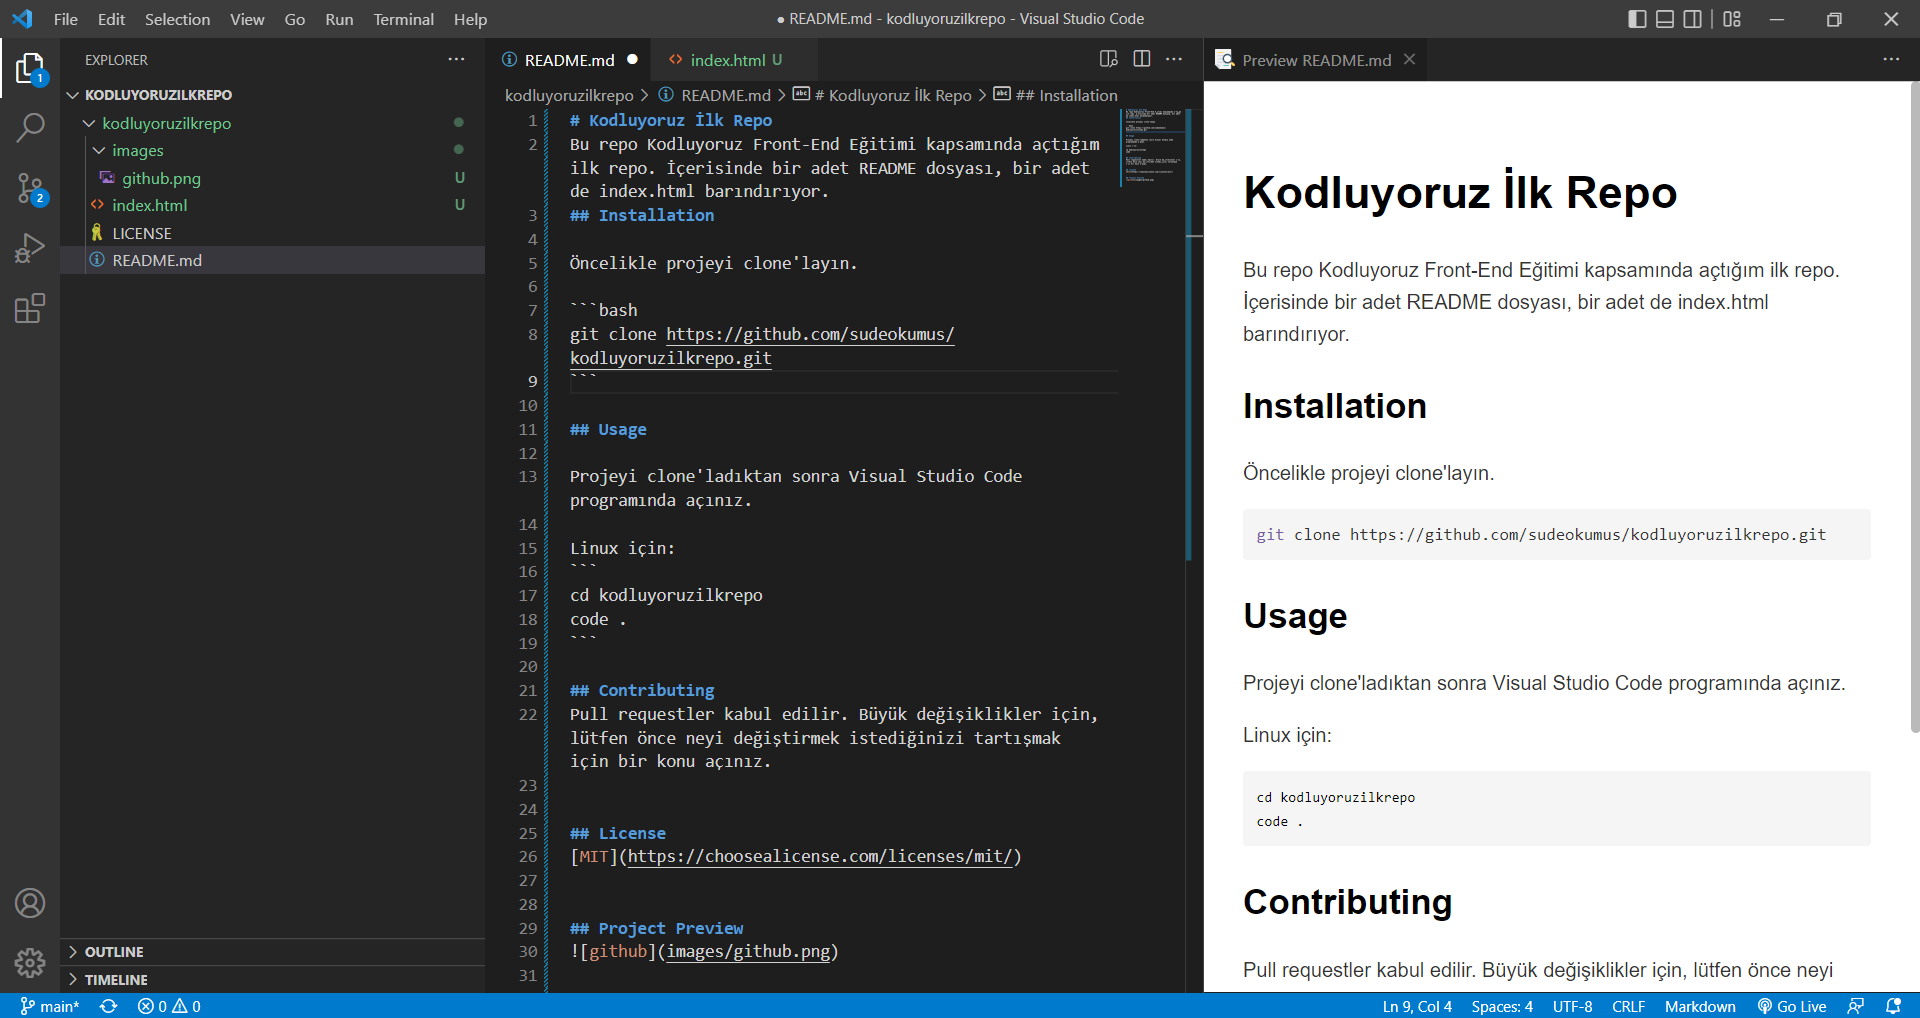 File Edit Selection View Go Run Terminal Help
● README.md - kodluyoruzilkrepo - Visual Studio Code
EXPLORER
KODLUYORUZILKREPO
kodluyoruzilkrepo
images
github.png U
index.html U
LICENSE
README.md
OUTLINE
TIMELINE
1
2
README.md
index.html U
kodluyoruzilkrepo > README.md > # Kodluyoruz İlk Repo > ## Installation
1 # Kodluyoruz İlk Repo
2 Bu repo Kodluyoruz Front-End Eğitimi kapsamında açtığım
ilk repo. İçerisinde bir adet README dosyası, bir adet
de index.html barındırıyor.
3 ## Installation
4
5 Öncelikle projeyi clone'layın.
6
7 ```bash
8 git clone https://github.com/sudeokumus/
kodluyoruzilkrepo.git
9 ```
10
11 ## Usage
12
13 Projeyi clone'ladıktan sonra Visual Studio Code
programında açınız.
14
15 Linux için:
16 ```
17 cd kodluyoruzilkrepo
18 code .
19 ```
20
21 ## Contributing
22 Pull requestler kabul edilir. Büyük değişiklikler için,
lütfen önce neyi değiştirmek istediğinizi tartışmak
için bir konu açınız.
23
24
25 ## License
26 [MIT](https://choosealicense.com/licenses/mit/)
27
28
29 ## Project Preview
30 ![github](images/github.png)
31
Preview README.md
Kodluyoruz İlk Repo
Bu repo Kodluyoruz Front-End Eğitimi kapsamında açtığım ilk repo.
İçerisinde bir adet README dosyası, bir adet de index.html
barındırıyor.
Installation
Öncelikle projeyi clone'layın.
git clone https://github.com/sudeokumus/kodluyoruzilkrepo.git
Usage
Projeyi clone'ladıktan sonra Visual Studio Code programında açınız.
Linux için:
cd kodluyoruzilkrepo
code .
Contributing
Pull requestler kabul edilir. Büyük değişiklikler için, lütfen önce neyi
main* 0 0
Ln 9, Col 4 Spaces: 4 UTF-8 CRLF Markdown Go Live